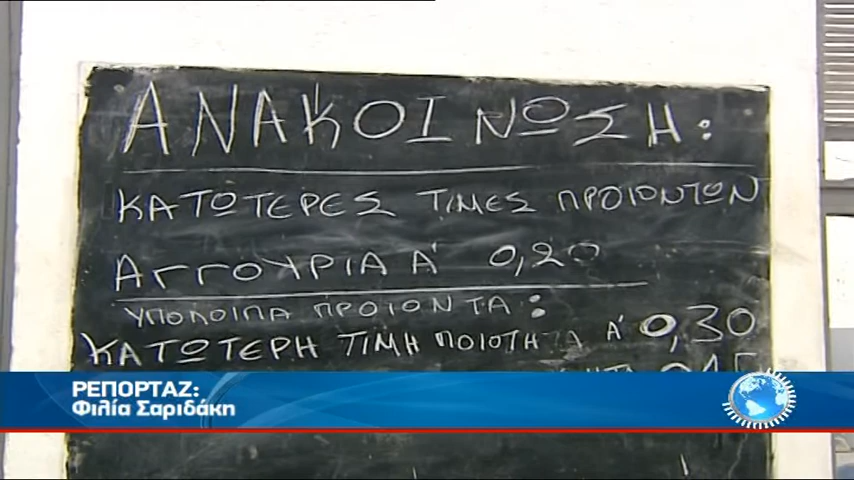 ΑΝΑΚΟΙΝΩΣΗ:
ΚΑΤΩΤΕΡΕΣ ΤΙΜΕΣ ΠΡΟΙΟΝΤΩΝ
ΑΓΓΟΥΡΙΑ Α' 0,20
ΥΠΟΛΟΙΠΑ ΠΡΟΙΟΝΤΑ:
ΚΑΤΩΤΕΡΗ ΤΙΜΗ ΠΟΙΟΤΗΤΑ Α' 0,30
ΡΕΠΟΡΤΑΖ:
Φιλία Σαριδάκη